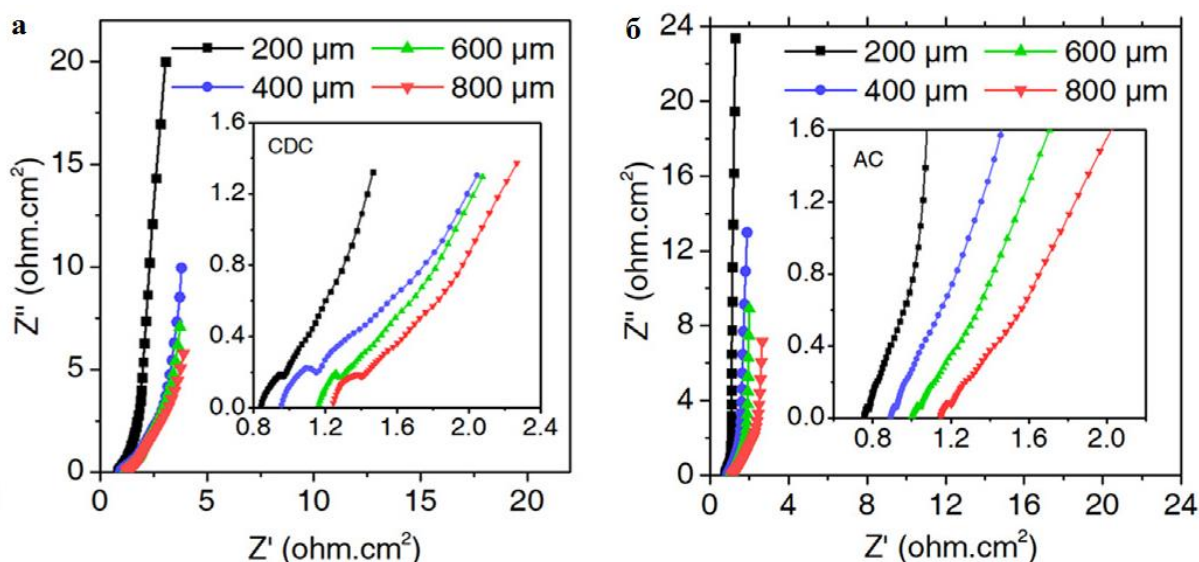 а
200 µm
600 µm
400 µm
800 µm
Z'' (ohm.cm²)
20
15
10
5
0
CDC
1.6
1.2
0.8
0.4
0.0
0.8 1.2 1.6 2.0 2.4
0 5 10 15 20
Z' (ohm.cm²)
б
200 µm
600 µm
400 µm
800 µm
Z'' (ohm.cm²)
24
20
16
12
8
4
0
AC
1.6
1.2
0.8
0.4
0.0
0.8 1.2 1.6 2.0
0 4 8 12 16 20 24
Z' (ohm.cm²)